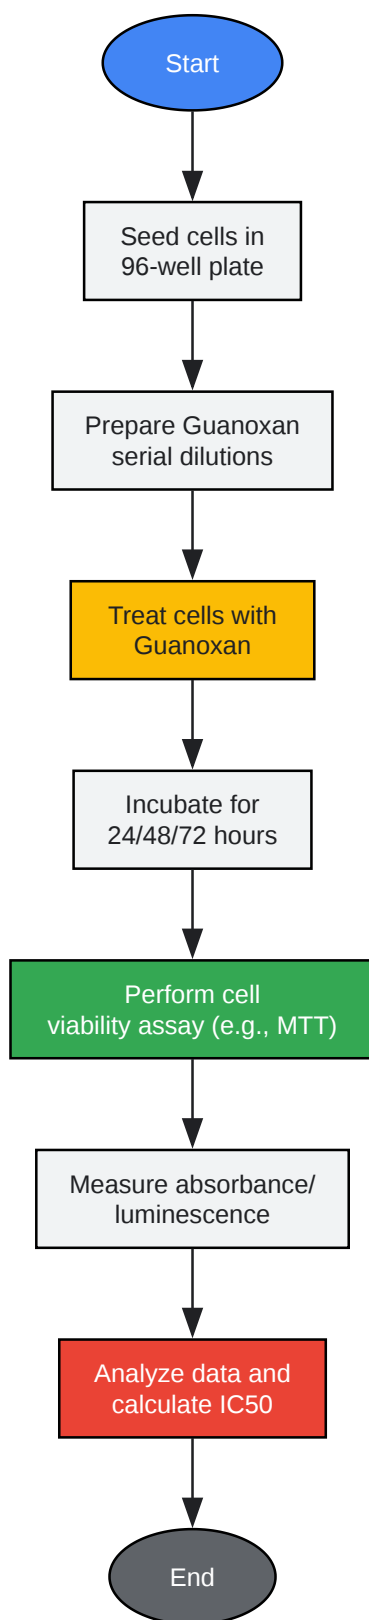 Start
Seed cells in
96-well plate
Prepare Guanoxan
serial dilutions
Treat cells with
Guanoxan
Incubate for
24/48/72 hours
Perform cell
viability assay (e.g., MTT)
Measure absorbance/
luminescence
Analyze data and
calculate IC50
End